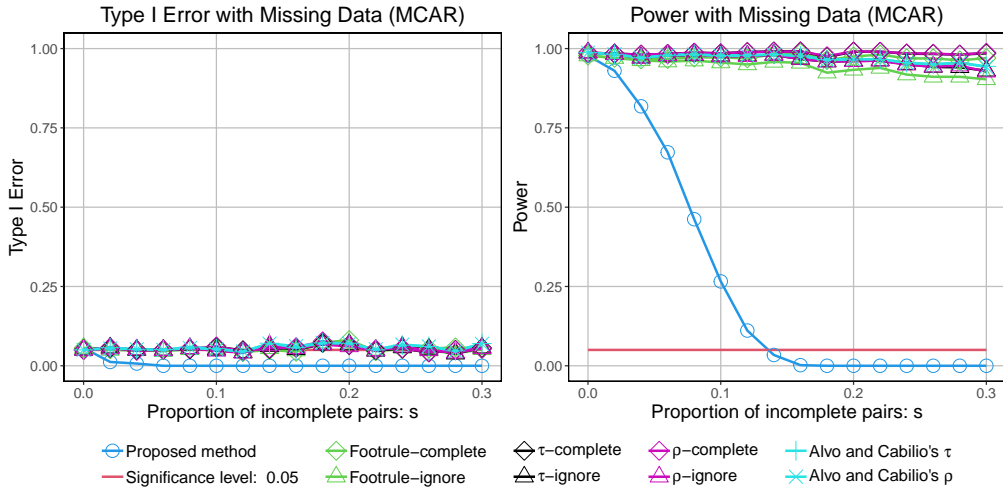 Type I Error with Missing Data (MCAR)
1.00
0.75
0.50
0.25
0.00
Type I Error
0.0 0.1 0.2 0.3
Proportion of incomplete pairs: s
Power with Missing Data (MCAR)
1.00
0.75
0.50
0.25
0.00
Power
0.0 0.1 0.2 0.3
Proportion of incomplete pairs: s
Proposed method Footrule−complete τ−complete ρ−complete Alvo and Cabilio's τ
Significance level: 0.05 Footrule−ignore τ−ignore ρ−ignore Alvo and Cabilio's ρ